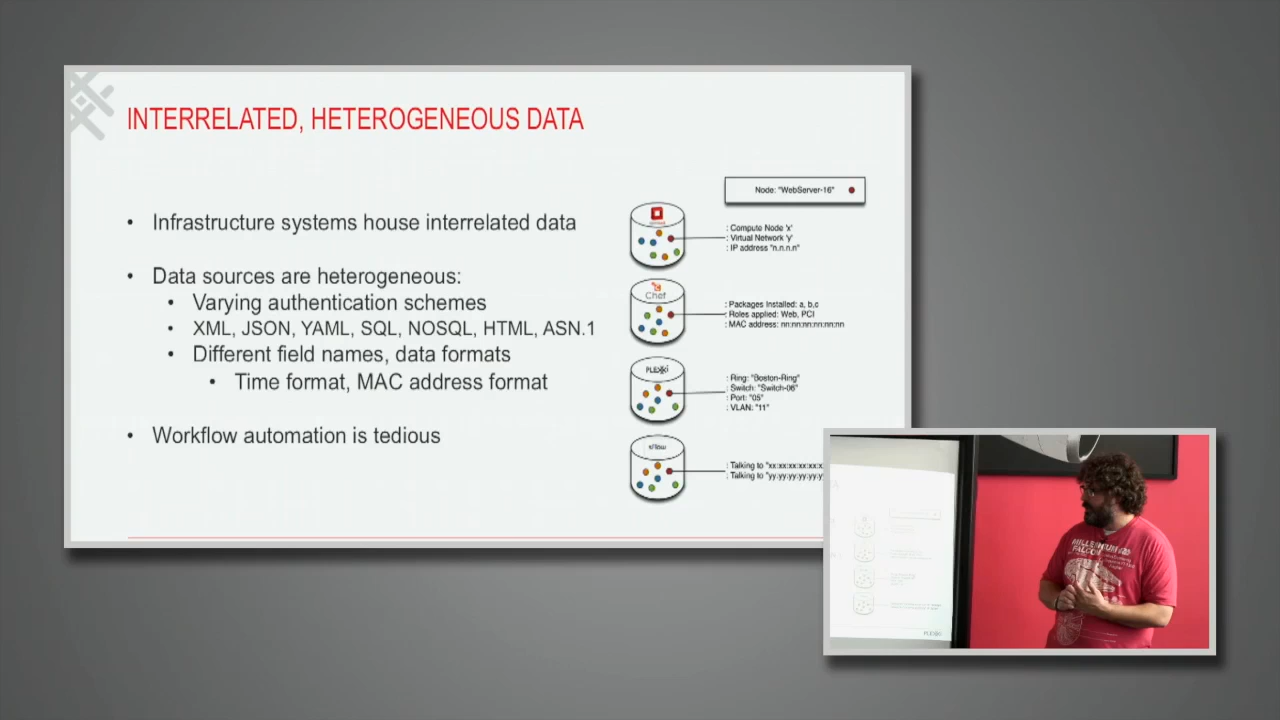 INTERRELATED, HETEROGENEOUS DATA
• Infrastructure systems house interrelated data
• Data sources are heterogeneous:
• Varying authentication schemes
• XML, JSON, YAML, SQL, NOSQL, HTML, ASN.1
• Different field names, data formats
• Time format, MAC address format
• Workflow automation is tedious
Node: "WebServer-16"
: Compute Node 'x'
: Virtual Network 'y'
: IP address "n.n.n.n"
Chef
: Packages Installed: a, b,c
: Roles applied: Web, PCI
: MAC address: nn:nn:nn:nn:nn:nn
PLEXXI
: Ring: "Boston-Ring"
: Switch: "Switch-06"
: Port: "05"
: VLAN: "11"
sFlow
: Talking to "xx:xx:xx:xx:xx:x
: Talking to "yy:yy:yy:yy:yy:y
MILLENNIUM
FALCON
PLEXXI